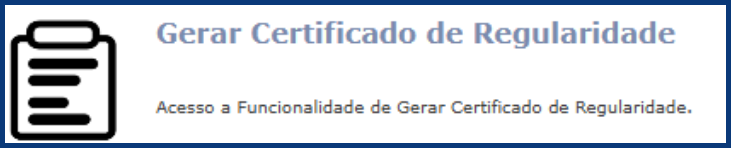 Gerar Certificado de Regularidade
Acesso a Funcionalidade de Gerar Certificado de Regularidade.